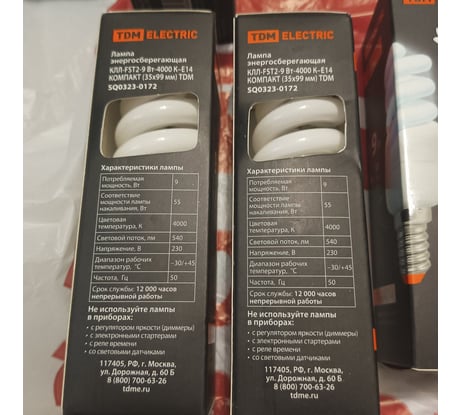 TDM ELECTRIC
Лампа
энергосберегающая
КЛЛ-FST2-9 Вт-4000 К–Е14
КОМПАКТ (35x99 мм) TDM
SQ0323-0172
Характеристики лампы
Потребляемая мощность, Вт 9
Соответствие мощности лампы накаливания, Вт 55
Цветовая температура, К 4000
Световой поток, лм 540
Напряжение, В 230
Диапазон рабочих температур, °С –30/+45
Частота, Гц 50
Срок службы: 12 000 часов
непрерывной работы
Не используйте лампы
в приборах:
• с регулятором яркости (диммеры)
• с электронными стартерами
• с реле времени
• со световыми датчиками
117405, РФ, г. Москва,
ул. Дорожная, д. 60 Б
8 (800) 700-63-26
tdme.ru
TDM ELECTRIC
Лампа
энергосберегающая
КЛЛ-FST2-9 Вт-4000 К–Е14
КОМПАКТ (35x99 мм) TDM
SQ0323-0172
Характеристики лампы
Потребляемая мощность, Вт 9
Соответствие мощности лампы накаливания, Вт 55
Цветовая температура, К 4000
Световой поток, лм 540
Напряжение, В 230
Диапазон рабочих температур, °С –30/+45
Частота, Гц 50
Срок службы: 12 000 часов
непрерывной работы
Не используйте лампы
в приборах:
• с регулятором яркости (диммеры)
• с электронными стартерами
• с реле времени
• со световыми датчиками
117405, РФ, г. Москва,
ул. Дорожная, д. 60 Б
8 (800) 700-63-26
tdme.ru
TDM